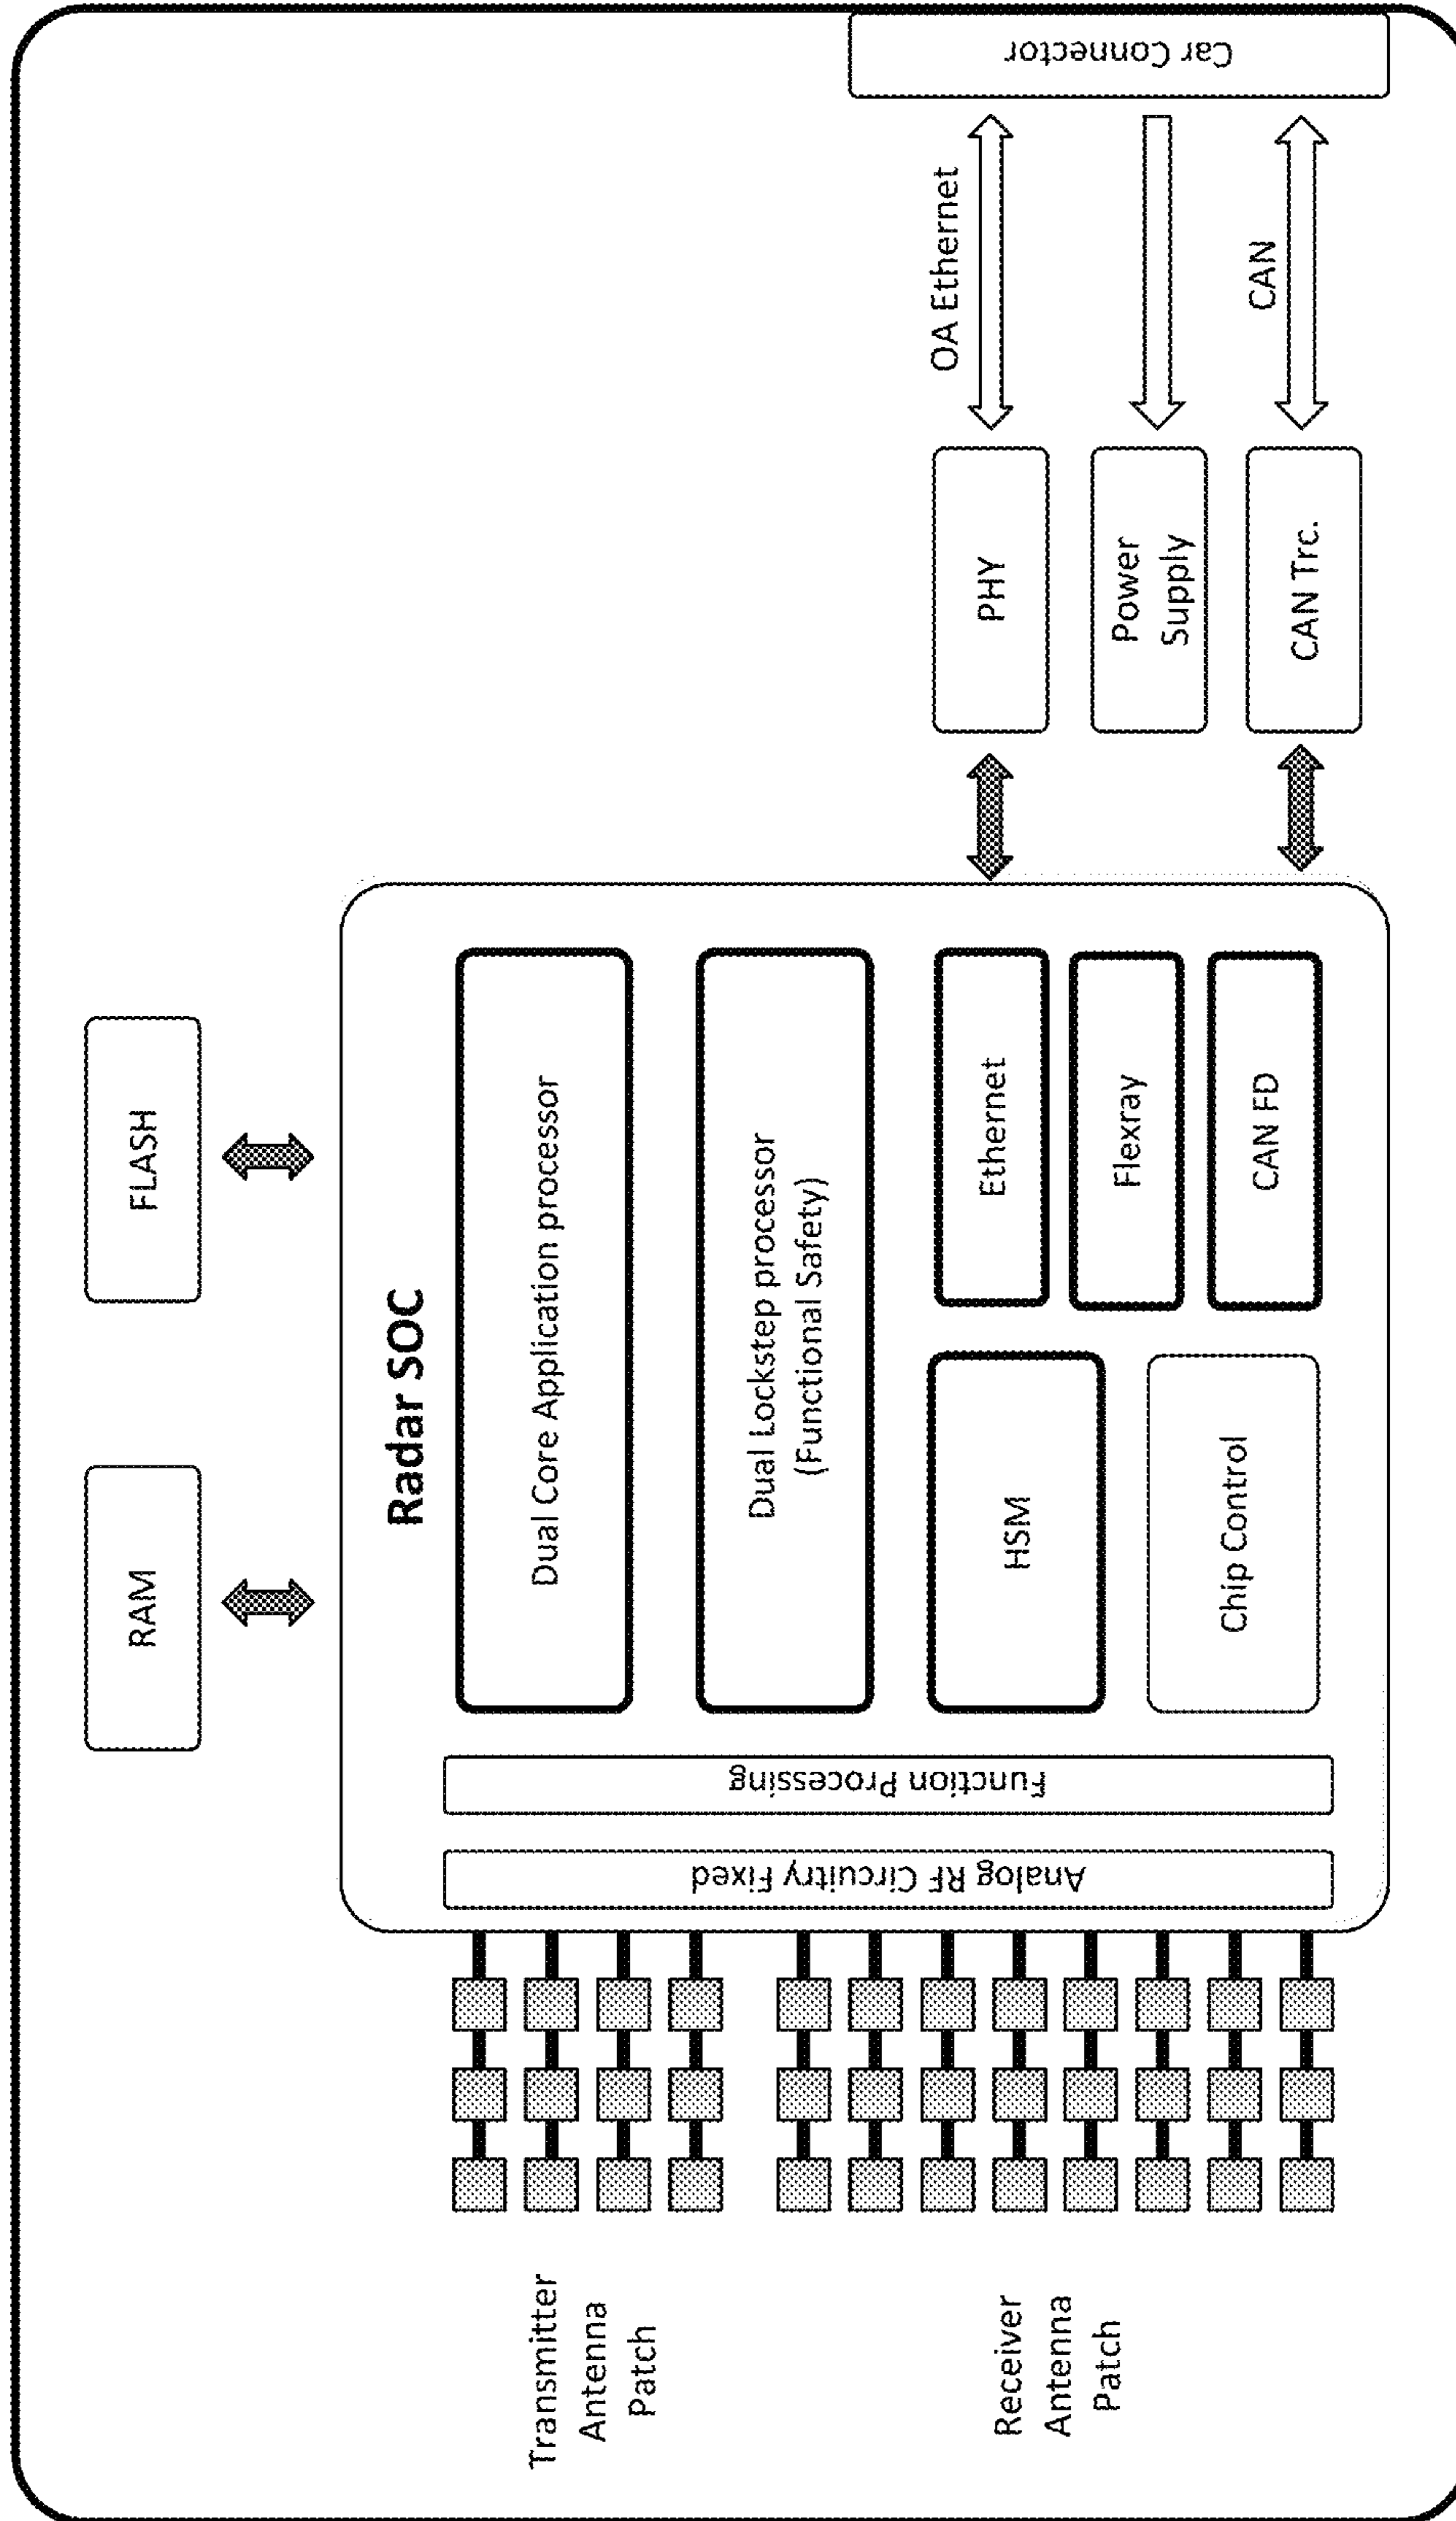 RAM
FLASH
Radar SOC
Transmitter
Antenna
Patch
Receiver
Antenna
Patch
Analog RF Circuitry Fixed
Function Processing
Dual Core Application processor
Dual Lockstep processor
(Functional Safety)
HSM
Chip Control
Ethernet
Flexray
CAN FD
PHY
Power
Supply
CAN Trc.
OA Ethernet
CAN
Car Connector